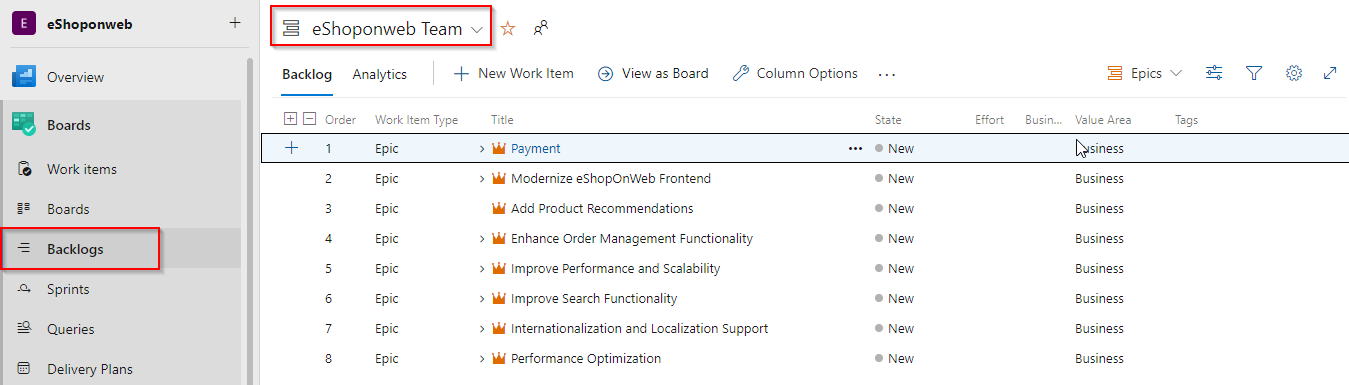 E eShoponweb +
Overview
Boards
Work items
Boards
Backlogs
Sprints
Queries
Delivery Plans
eShoponweb Team
Backlog Analytics + New Work Item View as Board Column Options ... Epics
Order Work Item Type Title State Effort Busin... Value Area Tags
+ 1 Epic > Payment ... New Business
2 Epic > Modernize eShopOnWeb Frontend New Business
3 Epic Add Product Recommendations New Business
4 Epic > Enhance Order Management Functionality New Business
5 Epic > Improve Performance and Scalability New Business
6 Epic > Improve Search Functionality New Business
7 Epic > Internationalization and Localization Support New Business
8 Epic > Performance Optimization New Business